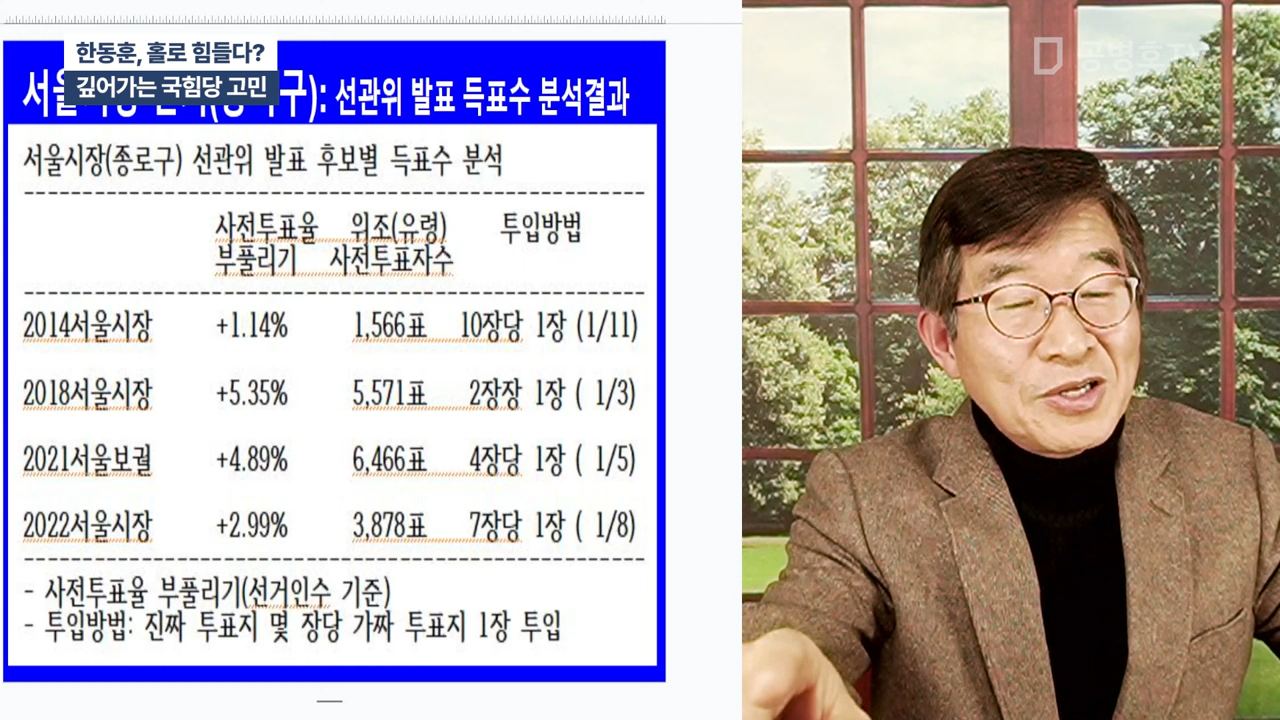 한동훈, 홀로 힘들다?
깊어가는 국힘당 고민
서울 구): 선관위 발표 득표수 분석결과
서울시장(종로구) 선관위 발표 후보별 득표수 분석
사전투표율 위조(유령) 투입방법
부풀리기 사전투표자수
2014서울시장 +1.14% 1,566표 10장당 1장 (1/11)
2018서울시장 +5.35% 5,571표 2장장 1장 ( 1/3)
2021서울보궐 +4.89% 6,466표 4장당 1장 ( 1/5)
2022서울시장 +2.99% 3,878표 7장당 1장 ( 1/8)
- 사전투표율 부풀리기(선거인수 기준)
- 투입방법: 진짜 투표지 몇 장당 가짜 투표지 1장 투입
공병호TV